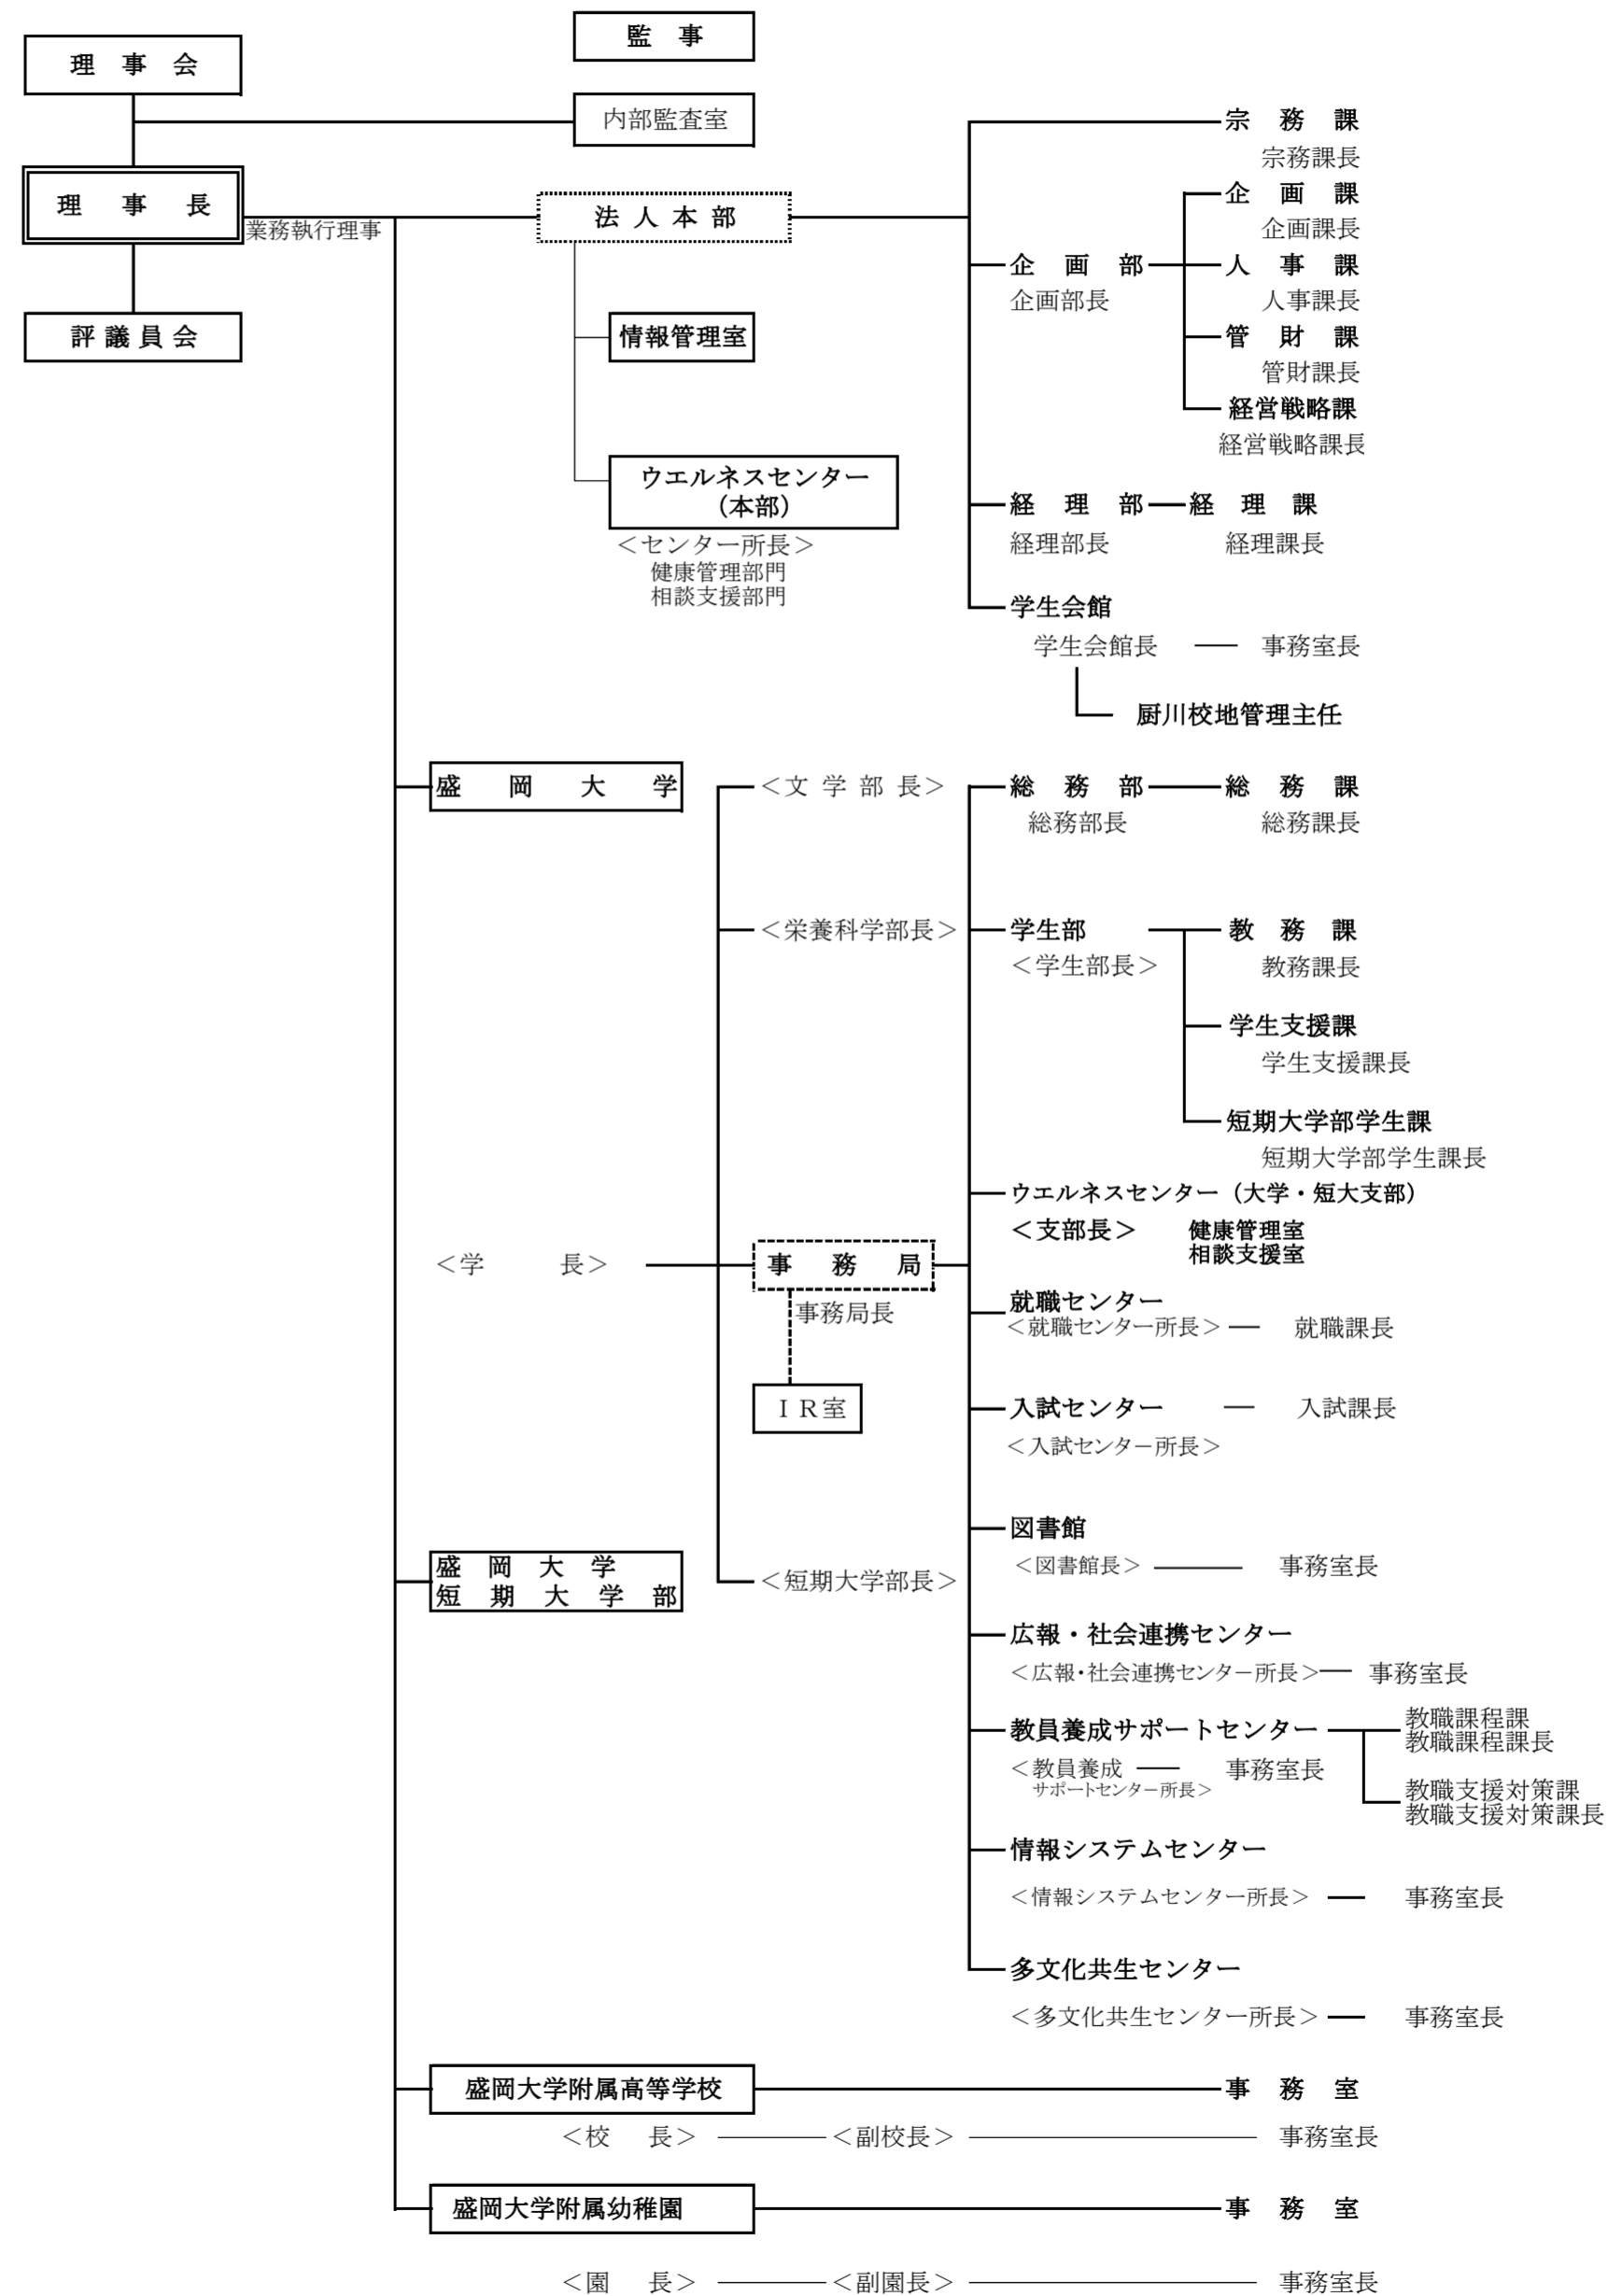 監　事
理　事　会
内部監査室
宗　務　課
宗務課長
理　事　長
業務執行理事
法 人 本 部
企　画　課
企画課長
企　画　部
企画部長
人　事　課
人事課長
評 議 員 会
情報管理室
管　財　課
管財課長
経営戦略課
経営戦略課長
ウエルネスセンター
（本部）
＜センター所長＞
健康管理部門
相談支援部門
経　理　部
経理部長
経　理　課
経理課長
学生会館
学生会館長
事務室長
厨川校地管理主任
盛　岡　大　学
＜文 学 部 長＞
総　務　部
総務部長
総　務　課
総務課長
＜栄養科学部長＞
学生部
＜学生部長＞
教　務　課
教務課長
学生支援課
学生支援課長
短期大学部学生課
短期大学部学生課長
ウエルネスセンター（大学・短大支部）
＜支部長＞
健康管理室
相談支援室
＜学　　長＞
事　務　局
事務局長
ＩＲ室
就職センター
＜就職センター所長＞
就職課長
入試センター
入試課長
＜入試センター所長＞
図書館
＜図書館長＞
事務室長
盛　岡　大　学
短　期　大　学　部
＜短期大学部長＞
広報・社会連携センター
＜広報・社会連携センター所長＞
事務室長
教員養成サポートセンター
＜教員養成
サポートセンター所長＞
事務室長
教職課程課
教職課程課長
教職支援対策課
教職支援対策課長
情報システムセンター
＜情報システムセンター所長＞
事務室長
多文化共生センター
＜多文化共生センター所長＞
事務室長
盛岡大学附属高等学校
事　務　室
＜校　長＞
＜副校長＞
事務室長
盛岡大学附属幼稚園
事　務　室
＜園　長＞
＜副園長＞
事務室長